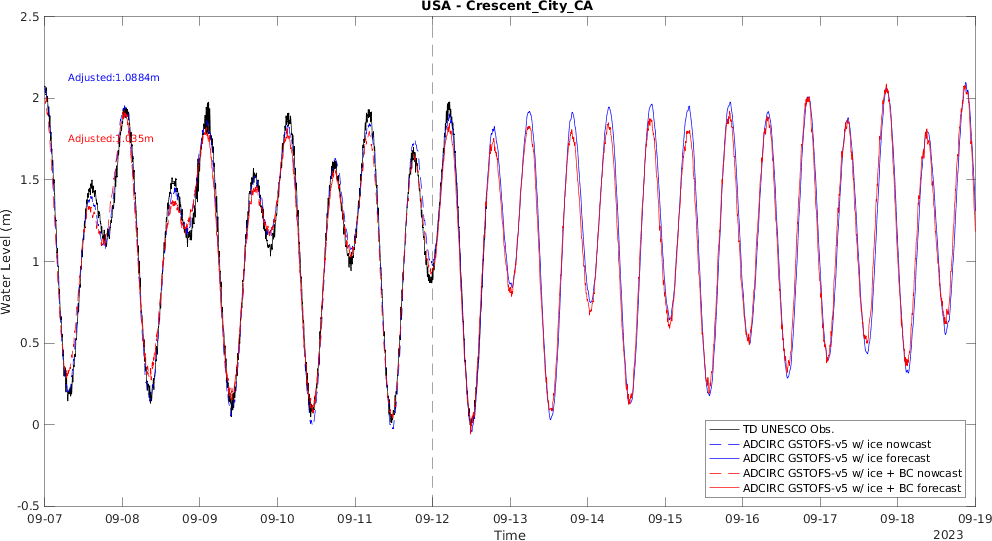 USA - Crescent_City_CA
2.5
2
1.5
1
0.5
0
-0.5
Water Level (m)
Adjusted:1.0884m
Adjusted:1.035m
TD UNESCO Obs.
ADCIRC GSTOFS-v5 w/ ice nowcast
ADCIRC GSTOFS-v5 w/ ice forecast
ADCIRC GSTOFS-v5 w/ ice + BC nowcast
ADCIRC GSTOFS-v5 w/ ice + BC forecast
09-07 09-08 09-09 09-10 09-11 09-12 09-13 09-14 09-15 09-16 09-17 09-18 09-19
Time
2023